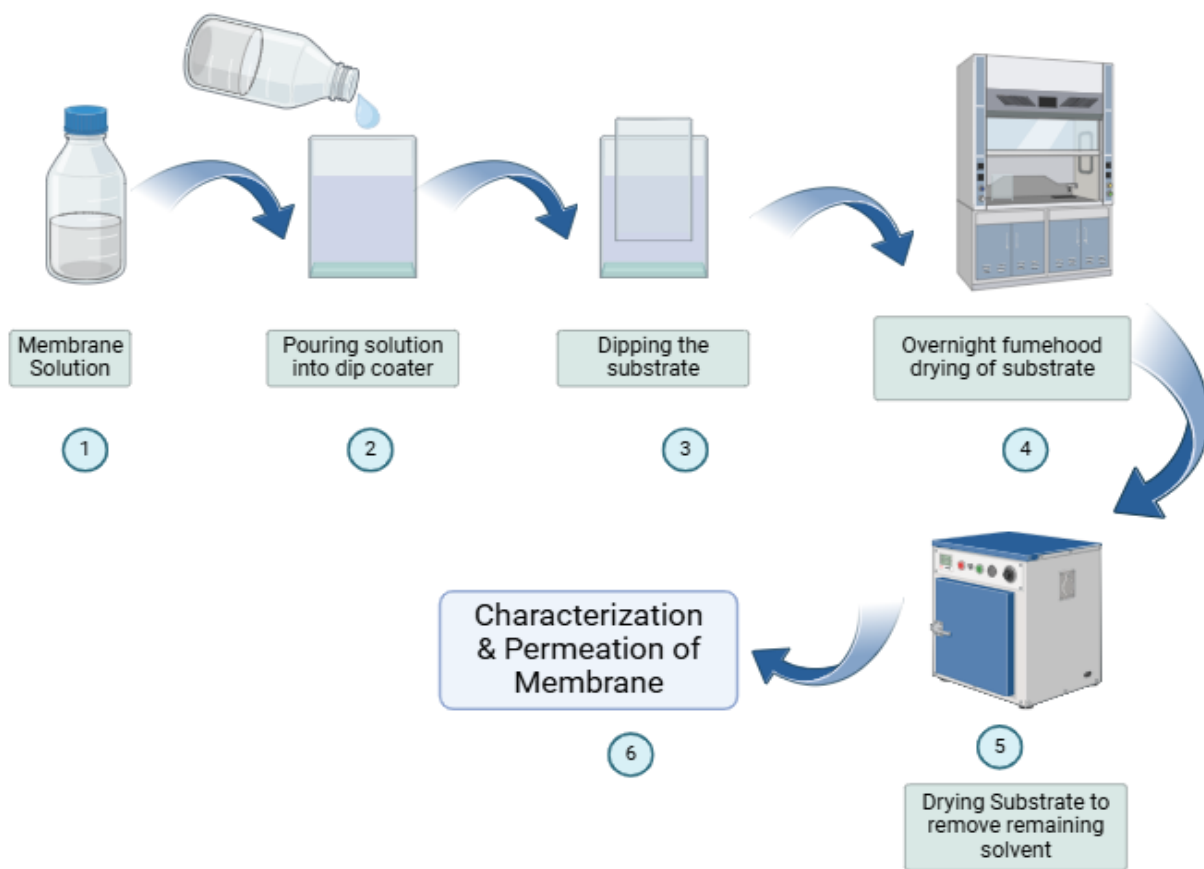 Membrane
Solution
1
Pouring solution
into dip coater
2
Dipping the
substrate
3
Overnight fumehood
drying of substrate
4
5
Drying Substrate to
remove remaining
solvent
Characterization
& Permeation of
Membrane
6